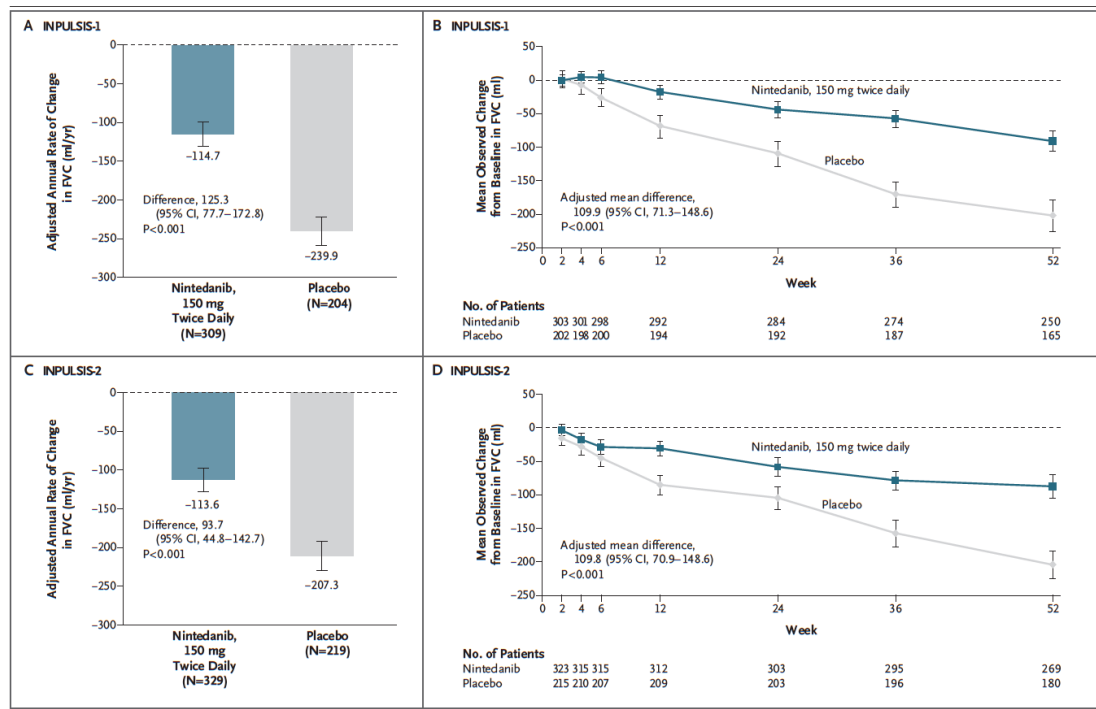 A INPULSIS-1
Adjusted Annual Rate of Change
in FVC (ml/yr)
0
−50
−100
−150
−200
−250
−300
−114.7
Difference, 125.3
(95% CI, 77.7–172.8)
P<0.001
−239.9
Nintedanib,
150 mg
Twice Daily
(N=309)
Placebo
(N=204)
B INPULSIS-1
Mean Observed Change
from Baseline in FVC (ml)
50
0
−50
−100
−150
−200
−250
Nintedanib, 150 mg twice daily
Placebo
Adjusted mean difference,
109.9 (95% CI, 71.3–148.6)
P<0.001
0 2 4 6 12 24 36 52
Week
No. of Patients
Nintedanib 303 301 298 292 284 274 250
Placebo 202 198 200 194 192 187 165
C INPULSIS-2
Adjusted Annual Rate of Change
in FVC (ml/yr)
0
−50
−100
−150
−200
−250
−300
−113.6
Difference, 93.7
(95% CI, 44.8–142.7)
P<0.001
−207.3
Nintedanib,
150 mg
Twice Daily
(N=329)
Placebo
(N=219)
D INPULSIS-2
Mean Observed Change
from Baseline in FVC (ml)
50
0
−50
−100
−150
−200
−250
Nintedanib, 150 mg twice daily
Placebo
Adjusted mean difference,
109.8 (95% CI, 70.9–148.6)
P<0.001
0 2 4 6 12 24 36 52
Week
No. of Patients
Nintedanib 323 315 315 312 303 295 269
Placebo 215 210 207 209 203 196 180